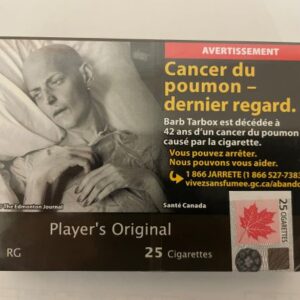 AVERTISSEMENT
Cancer du
poumon –
dernier regard.
Barb Tarbox est décédée à
42 ans d'un cancer du poumon
causé par la cigarette.
Vous pouvez arrêter.
Nous pouvons vous aider.
1 866 JARRETE (1 866 527-7383
vivezsansfumee.gc.ca/aband
The Edmonton Journal
Santé Canada
Player's Original
RG
25 Cigarettes
25 CIGARETTES